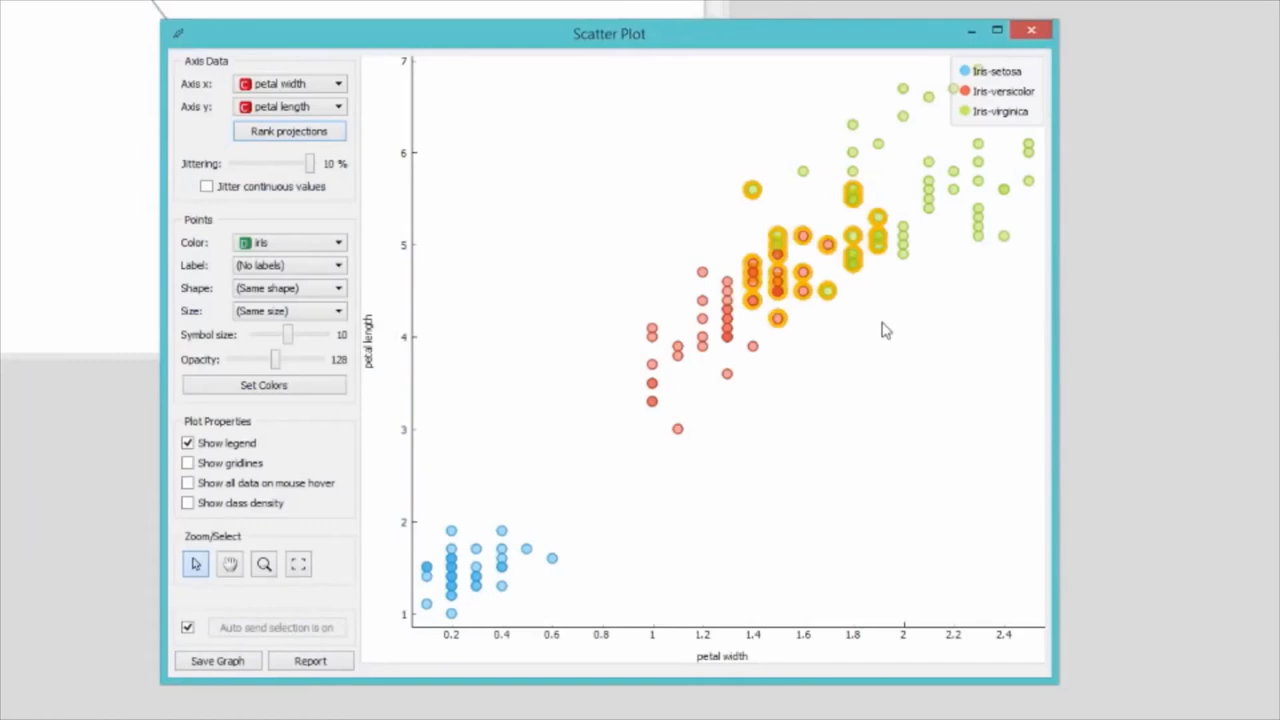 Scatter Plot
Axis Data
Axis x: C petal width
Axis y: C petal length
Rank projections
Jittering: 10 %
Jitter continuous values
Points
Color: D iris
Label: (No labels)
Shape: (Same shape)
Size: (Same size)
Symbol size: 10
Opacity: 128
Set Colors
Plot Properties
Show legend
Show gridlines
Show all data on mouse hover
Show class density
Zoom/Select
Auto send selection is on
Save Graph Report
7
6
5
4
3
2
1
petal length
0.2 0.4 0.6 0.8 1 1.2 1.4 1.6 1.8 2 2.2 2.4
petal width
Iris-setosa
Iris-versicolor
Iris-virginica